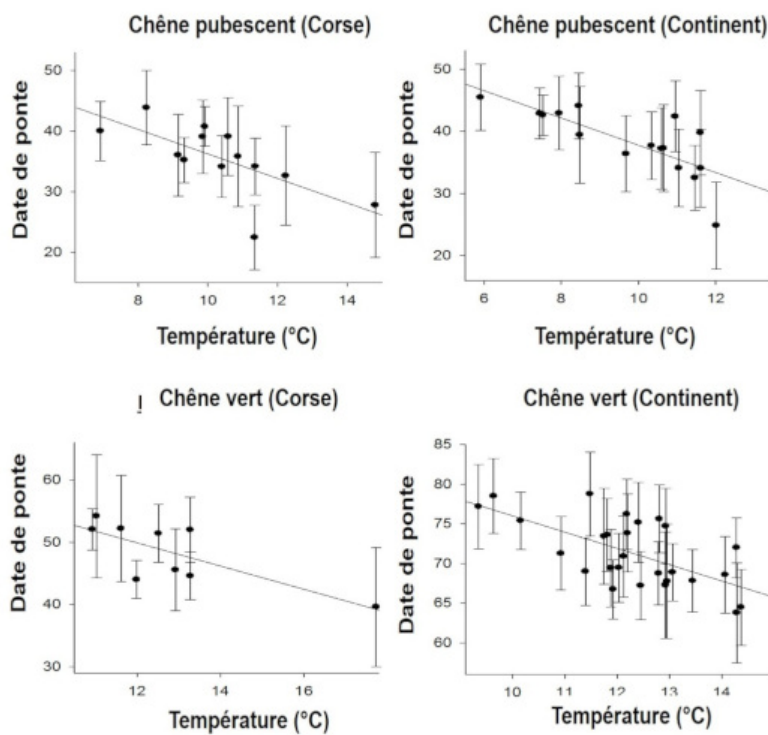 Chêne pubescent (Corse)
Date de ponte
50
40
30
20
8
10
12
14
Température (°C)
Chêne pubescent (Continent)
Date de ponte
50
40
30
20
6
8
10
12
Température (°C)
Chêne vert (Corse)
Date de ponte
60
50
40
30
12
14
16
Température (°C)
Chêne vert (Continent)
Date de ponte
85
80
75
70
65
60
10
11
12
13
14
Température (°C)